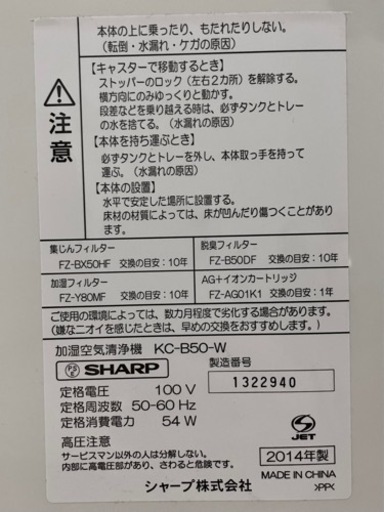 本体の上に乗ったり、もたれたりしない。
（転倒・水漏れ・ケガの原因）
注意
【キャスターで移動するとき】
ストッパーのロック（左右2カ所）を解除する。
横方向にのみゆっくりと動かす。
段差などを乗り越える時は、必ずタンクとトレー
の水を捨てる。（水漏れの原因）
【本体を持ち運ぶとき】
必ずタンクとトレーを外し、本体取っ手を持って
運ぶ。（けがの原因）
【本体の設置】
水平で安定した場所に設置する。
床材の材質によっては、床が凹んだり傷つくことがあり
ます。
集じんフィルター
FZ-BX50HF 交換の目安：10年
脱臭フィルター
FZ-B50DF 交換の目安：10年
加湿フィルター
FZ-Y80MF 交換の目安：10年
AG+イオンカートリッジ
FZ-AG01K1 交換の目安：1年
ご使用の環境によっては、数カ月程度で劣化する場合があります。
（嫌なニオイを感じたときは、早めの交換をおすすめします。）
加湿空気清浄機 KC-B50-W
PSE SHARP
製造番号
1322940
定格電圧 100 V
定格周波数 50-60 Hz
定格消費電力 54 W
S JET
高圧注意
サービスマン以外の人は分解しない。
内部に高電圧部があり、さわると危険です。
2014年製
MADE IN CHINA
シャープ株式会社
>PP<